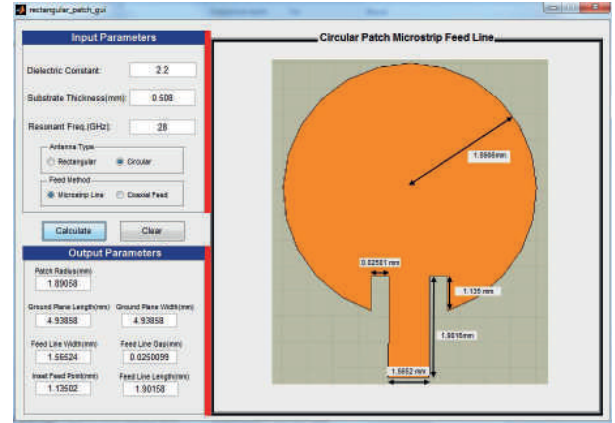 rectangular_patch_gui
Input Parameters
Dielectric Constant: 2.2
Substrate Thickness(mm): 0.508
Resonant Freq.(GHz): 28
Antenna Type
Rectangular Circular
Feed Method
Microstrip Line Coaxial Feed
Calculate Clear
Output Parameters
Patch Radius(mm)
1.89058
Ground Plane Length(mm) Ground Plane Width(mm)
4.93858 4.93858
Feed Line Width(mm) Feed Line Gap(mm)
1.56524 0.0250099
Inset Feed Point(mm) Feed Line Length(mm)
1.13502 1.90158
Circular Patch Microstrip Feed Line
0.02501 mm
1.135 mm
1.9016mm
1.5652 mm